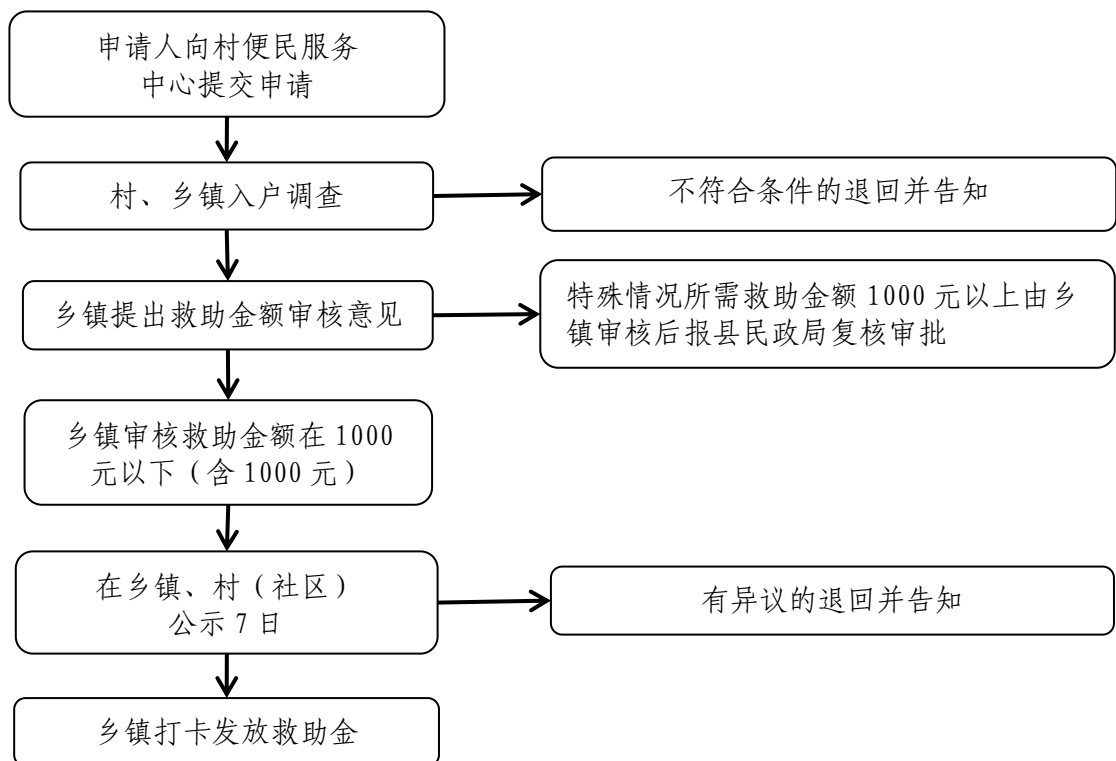 申请人向村便民服务
中心提交申请
村、乡镇入户调查
不符合条件的退回并告知
乡镇提出救助金额审核意见
特殊情况所需救助金额 1000 元以上由乡
镇审核后报县民政局复核审批
乡镇审核救助金额在 1000
元以下（含 1000 元）
在乡镇、村（社区）
公示 7 日
有异议的退回并告知
乡镇打卡发放救助金